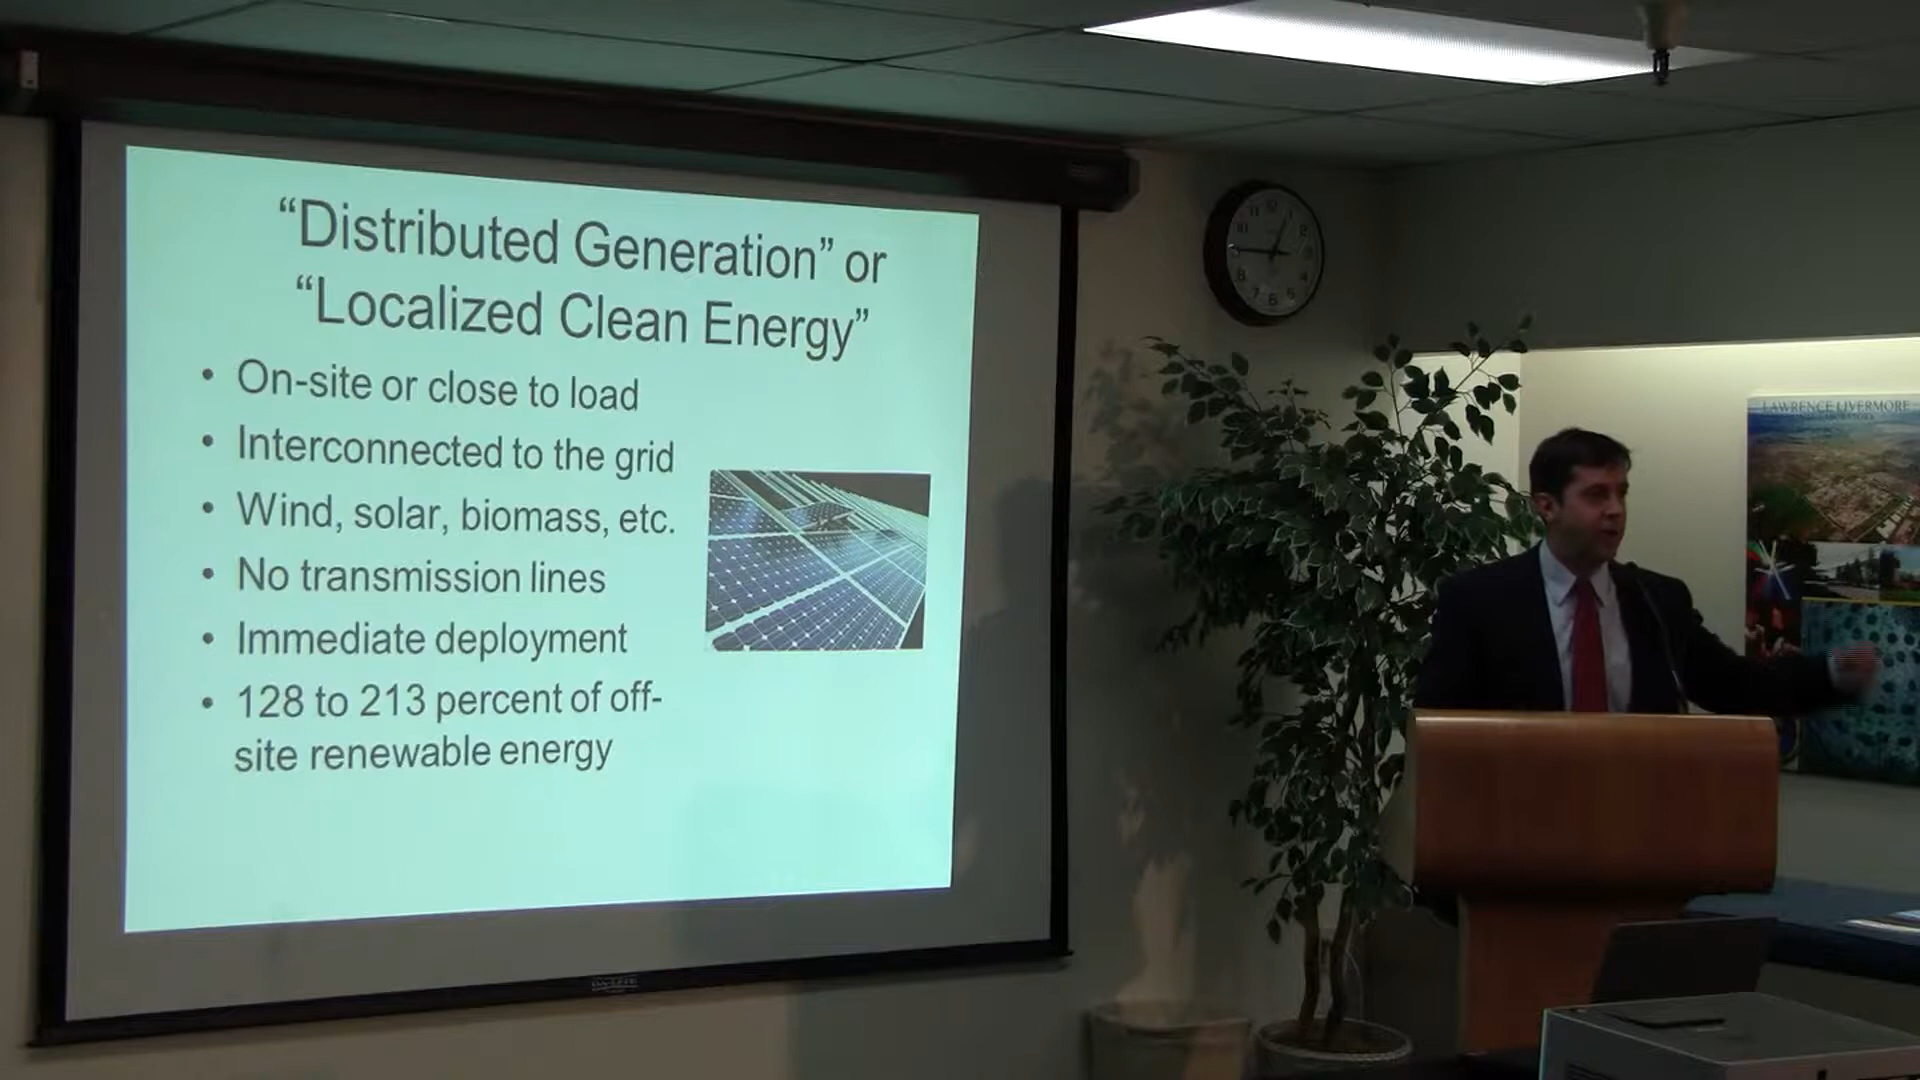 “Distributed Generation” or
“Localized Clean Energy”
• On-site or close to load
• Interconnected to the grid
• Wind, solar, biomass, etc.
• No transmission lines
• Immediate deployment
• 128 to 213 percent of off-
site renewable energy
LAWRENCE LIVERMORE